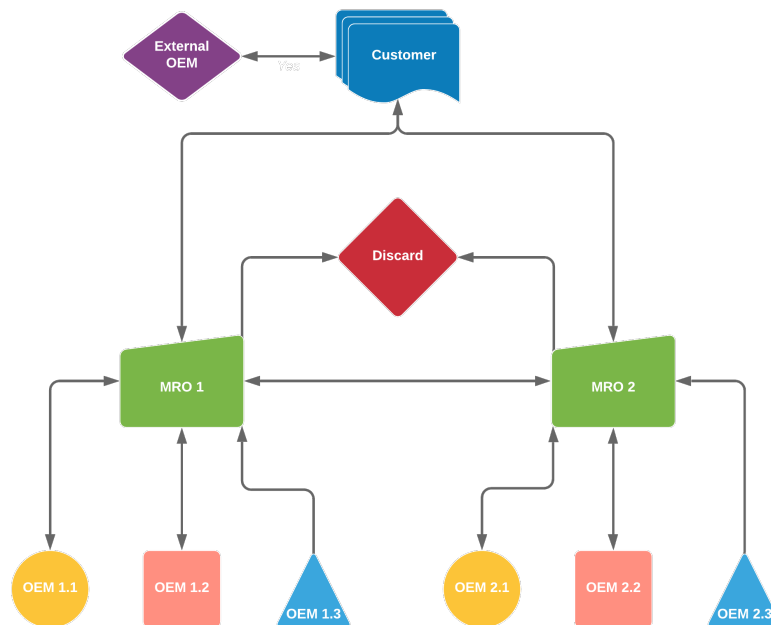 External
OEM
Customer
Yes
Discard
MRO 1
MRO 2
OEM 1.1
OEM 1.2
OEM 1.3
OEM 2.1
OEM 2.2
OEM 2.3